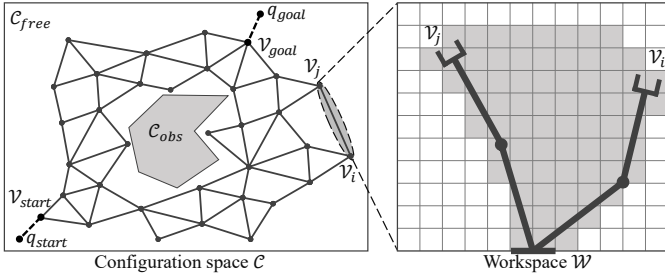 𝒞_free
q_goal
𝒱_goal
𝒱_j
𝒞_obs
𝒱_i
𝒱_start
q_start
Configuration space 𝒞
𝒱_j
𝒱_i
Workspace 𝒲